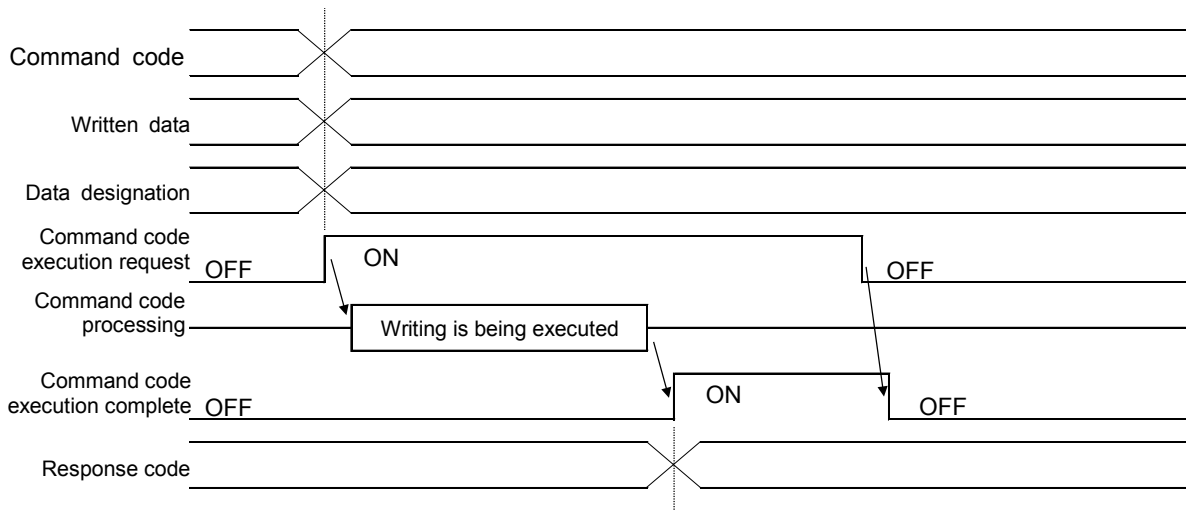 Command code
Written data
Data designation
Command code
execution request
OFF
ON
OFF
Command code
processing
Writing is being executed
Command code
execution complete
OFF
ON
OFF
Response code